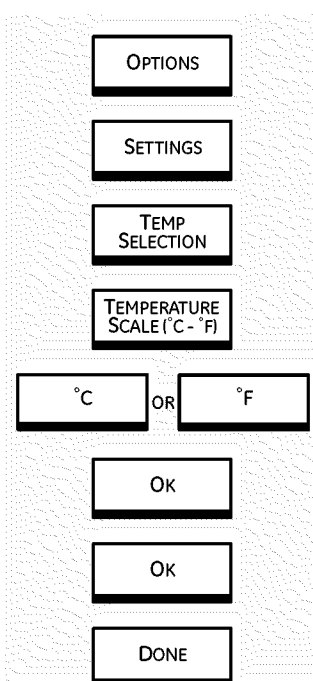 OPTIONS
SETTINGS
TEMP
SELECTION
TEMPERATURE
SCALE (°C - °F)
°C OR °F
OK
OK
DONE